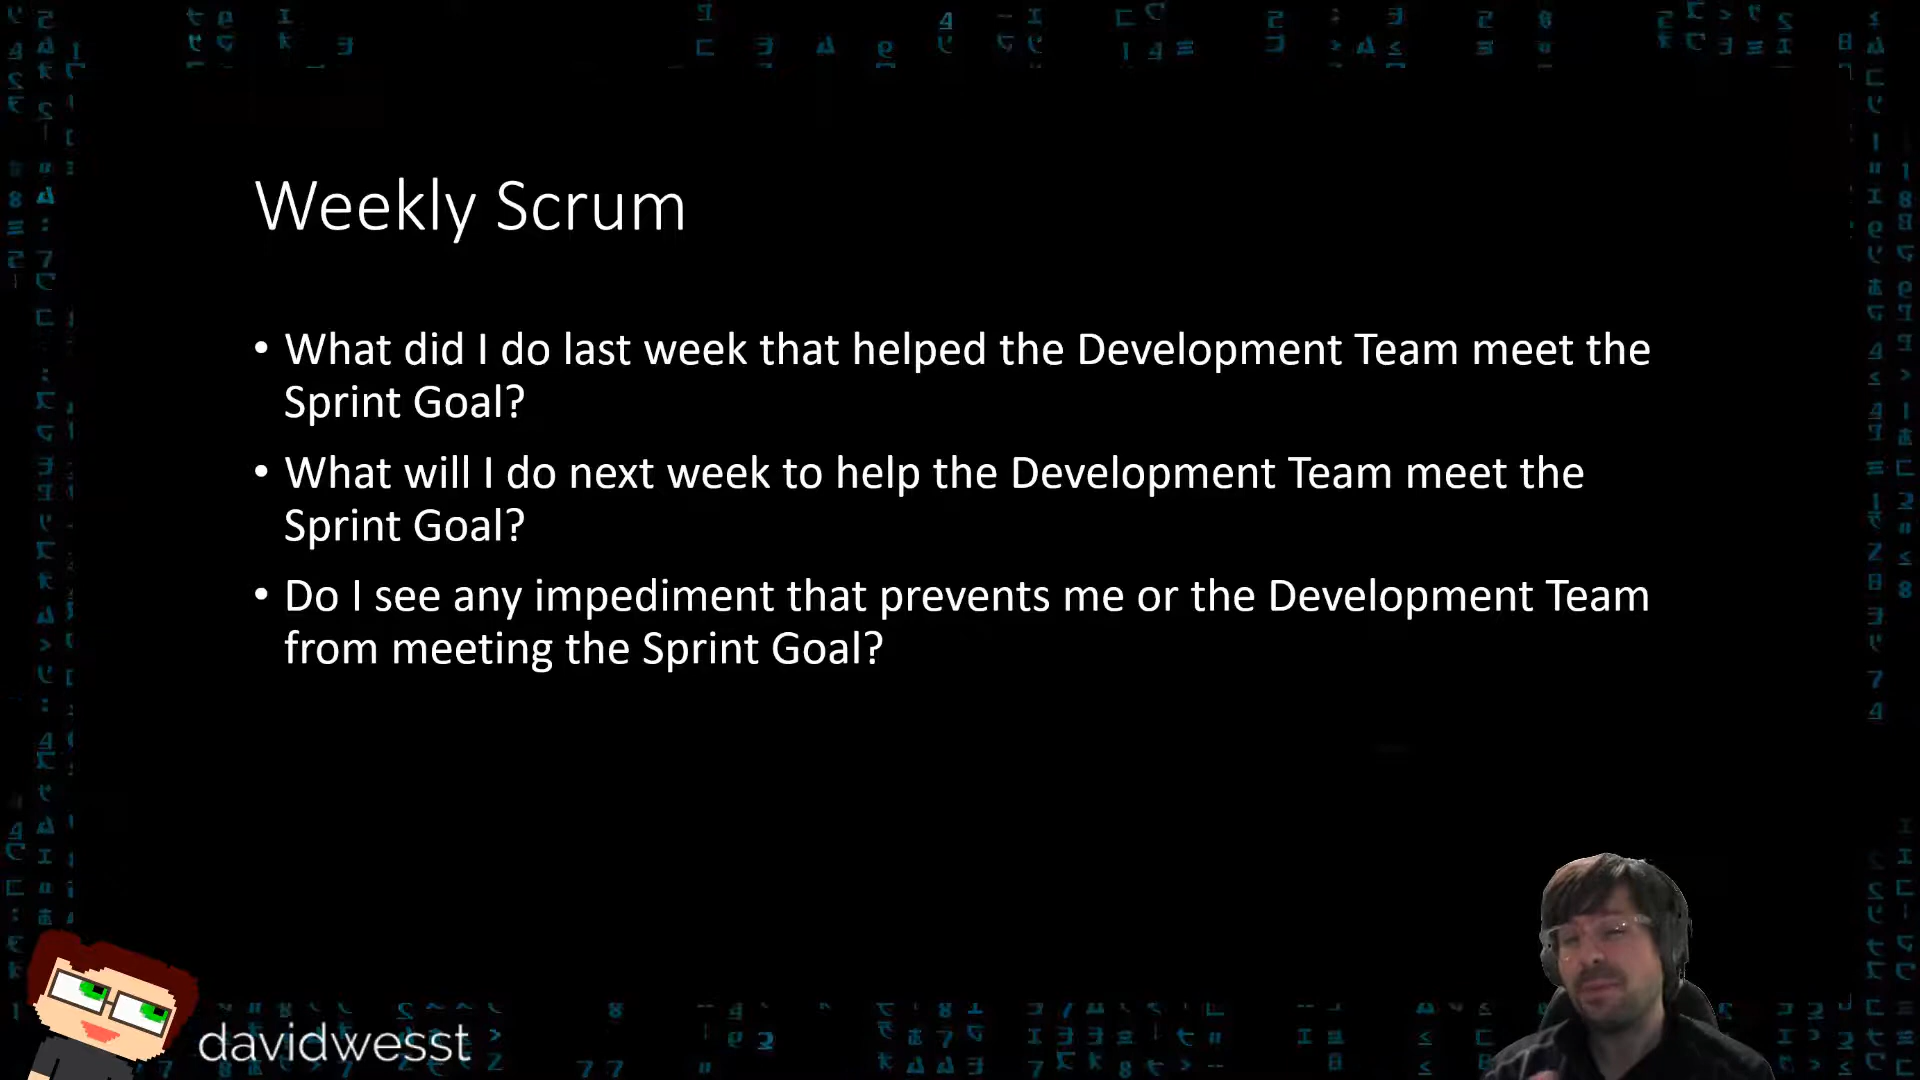 Weekly Scrum
• What did I do last week that helped the Development Team meet the
Sprint Goal?
• What will I do next week to help the Development Team meet the
Sprint Goal?
• Do I see any impediment that prevents me or the Development Team
from meeting the Sprint Goal?
davidwesst